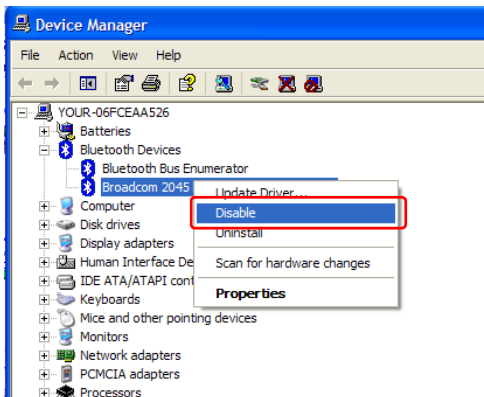 Device Manager
File Action View Help
YOUR-06FCEAA526
Batteries
Bluetooth Devices
Bluetooth Bus Enumerator
Broadcom 2045
Update Driver...
Computer
Disable
Disk drives
Uninstall
Display adapters
Human Interface De
Scan for hardware changes
IDE ATA/ATAPI cont
Keyboards
Properties
Mice and other pointing devices
Monitors
Network adapters
PCMCIA adapters
Processors